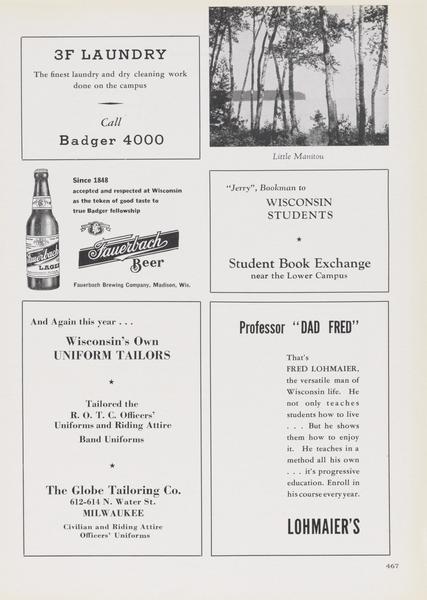 3F LAUNDRY
The finest laundry and dry cleaning work
done on the campus
Call
Badger 4000
Little Manitou
Since 1848
accepted and respected at Wisconsin
as the token of good taste to
true Badger fellowship
Fauerbach
Beer
Fauerbach Brewing Company, Madison, Wis.
Fauerbach
LAGER
"Jerry", Bookman to
WISCONSIN
STUDENTS
Student Book Exchange
near the Lower Campus
And Again this year . . .
Wisconsin's Own
UNIFORM TAILORS
Tailored the
R. O. T. C. Officers'
Uniforms and Riding Attire
Band Uniforms
The Globe Tailoring Co.
612-614 N. Water St.
MILWAUKEE
Civilian and Riding Attire
Officers' Uniforms
Professor "DAD FRED"
That's
FRED LOHMAIER,
the versatile man of
Wisconsin life. He
not only teaches
students how to live
. . . But he shows
them how to enjoy
it. He teaches in a
method all his own
. . . it's progressive
education. Enroll in
his course every year.
LOHMAIER'S
467